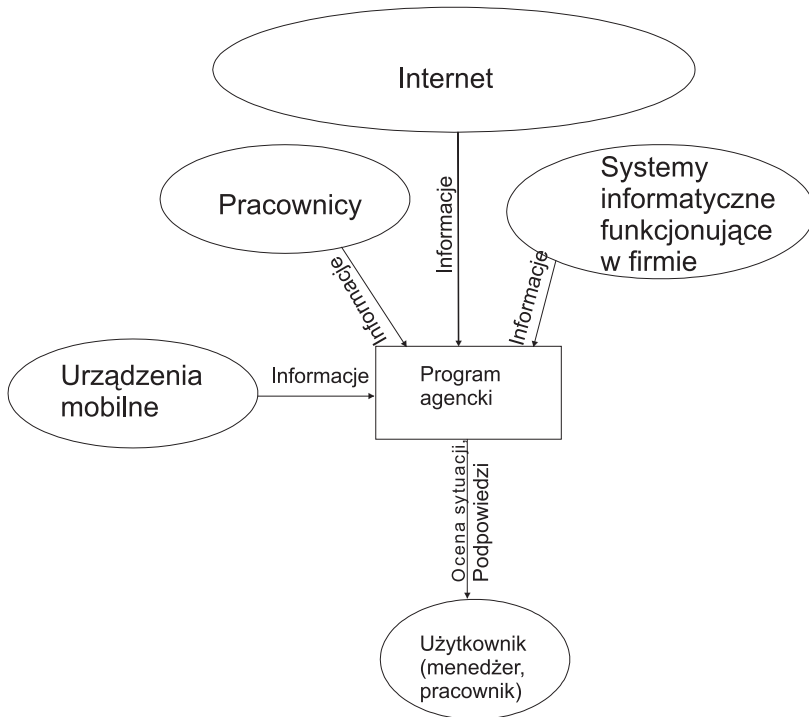 Internet
Pracownicy
Systemy
informatyczne
funkcjonujące
w firmie
Informacje
Informacje
Informacje
Urządzenia
mobilne
Informacje
Program
agencki
Ocena sytuacji,
Podpowiedzi
Użytkownik
(menedżer,
pracownik)